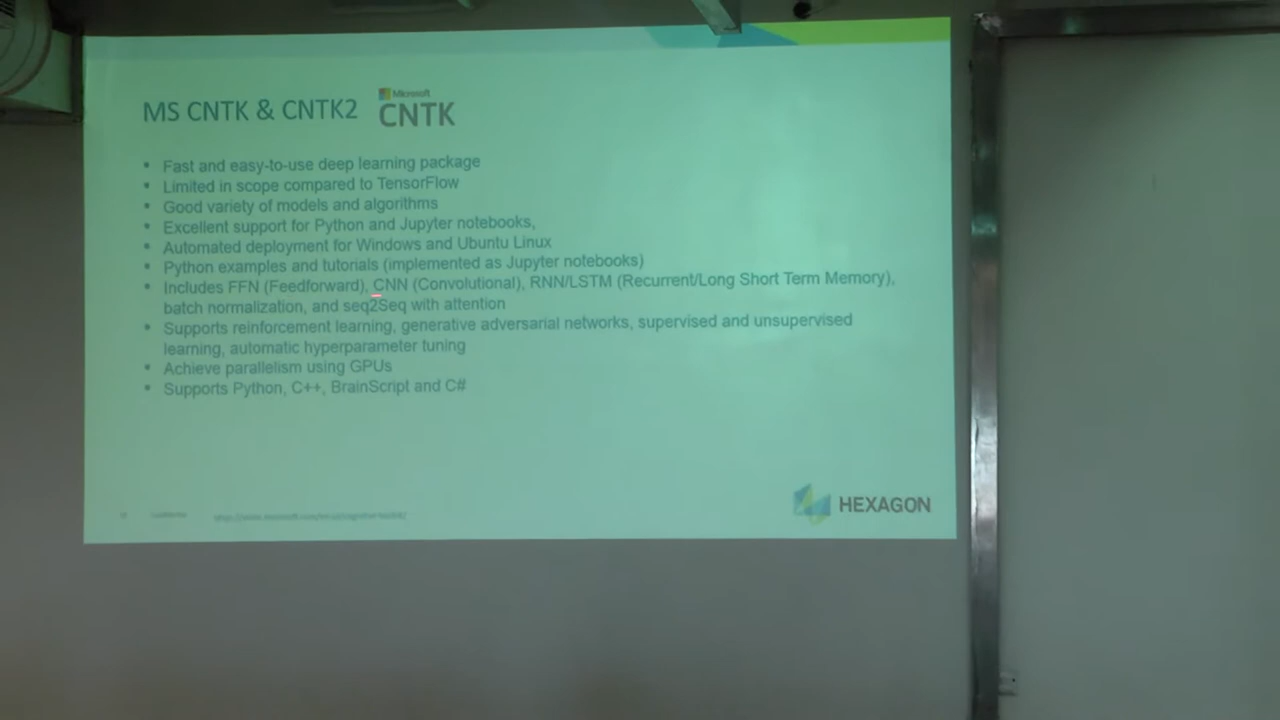 MS CNTK & CNTK2
Microsoft
CNTK
• Fast and easy-to-use deep learning package
• Limited in scope compared to TensorFlow
• Good variety of models and algorithms
• Excellent support for Python and Jupyter notebooks,
• Automated deployment for Windows and Ubuntu Linux
• Python examples and tutorials (implemented as Jupyter notebooks)
• Includes FFN (Feedforward), CNN (Convolutional), RNN/LSTM (Recurrent/Long Short Term Memory),
batch normalization, and seq2Seq with attention
• Supports reinforcement learning, generative adversarial networks, supervised and unsupervised
learning, automatic hyperparameter tuning
• Achieve parallelism using GPUs
• Supports Python, C++, BrainScript and C#
HEXAGON